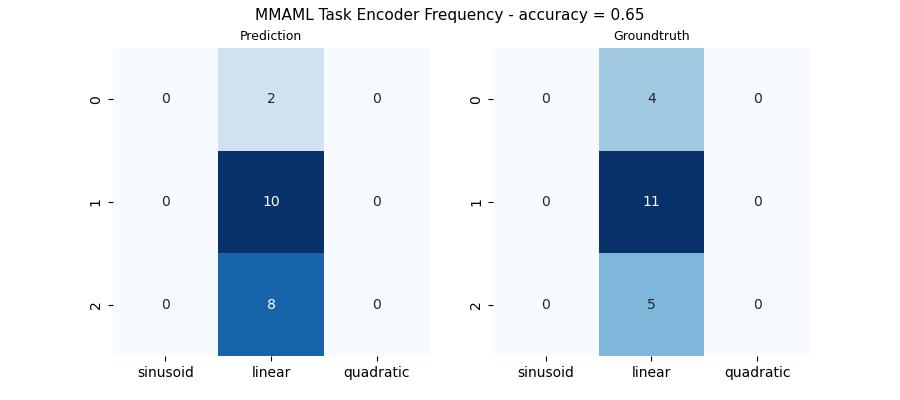 MMAML Task Encoder Frequency - accuracy = 0.65
Prediction
Groundtruth
0 0 2 0
0 0 4 0
1 0 10 0
1 0 11 0
2 0 8 0
2 0 5 0
sinusoid linear quadratic
sinusoid linear quadratic